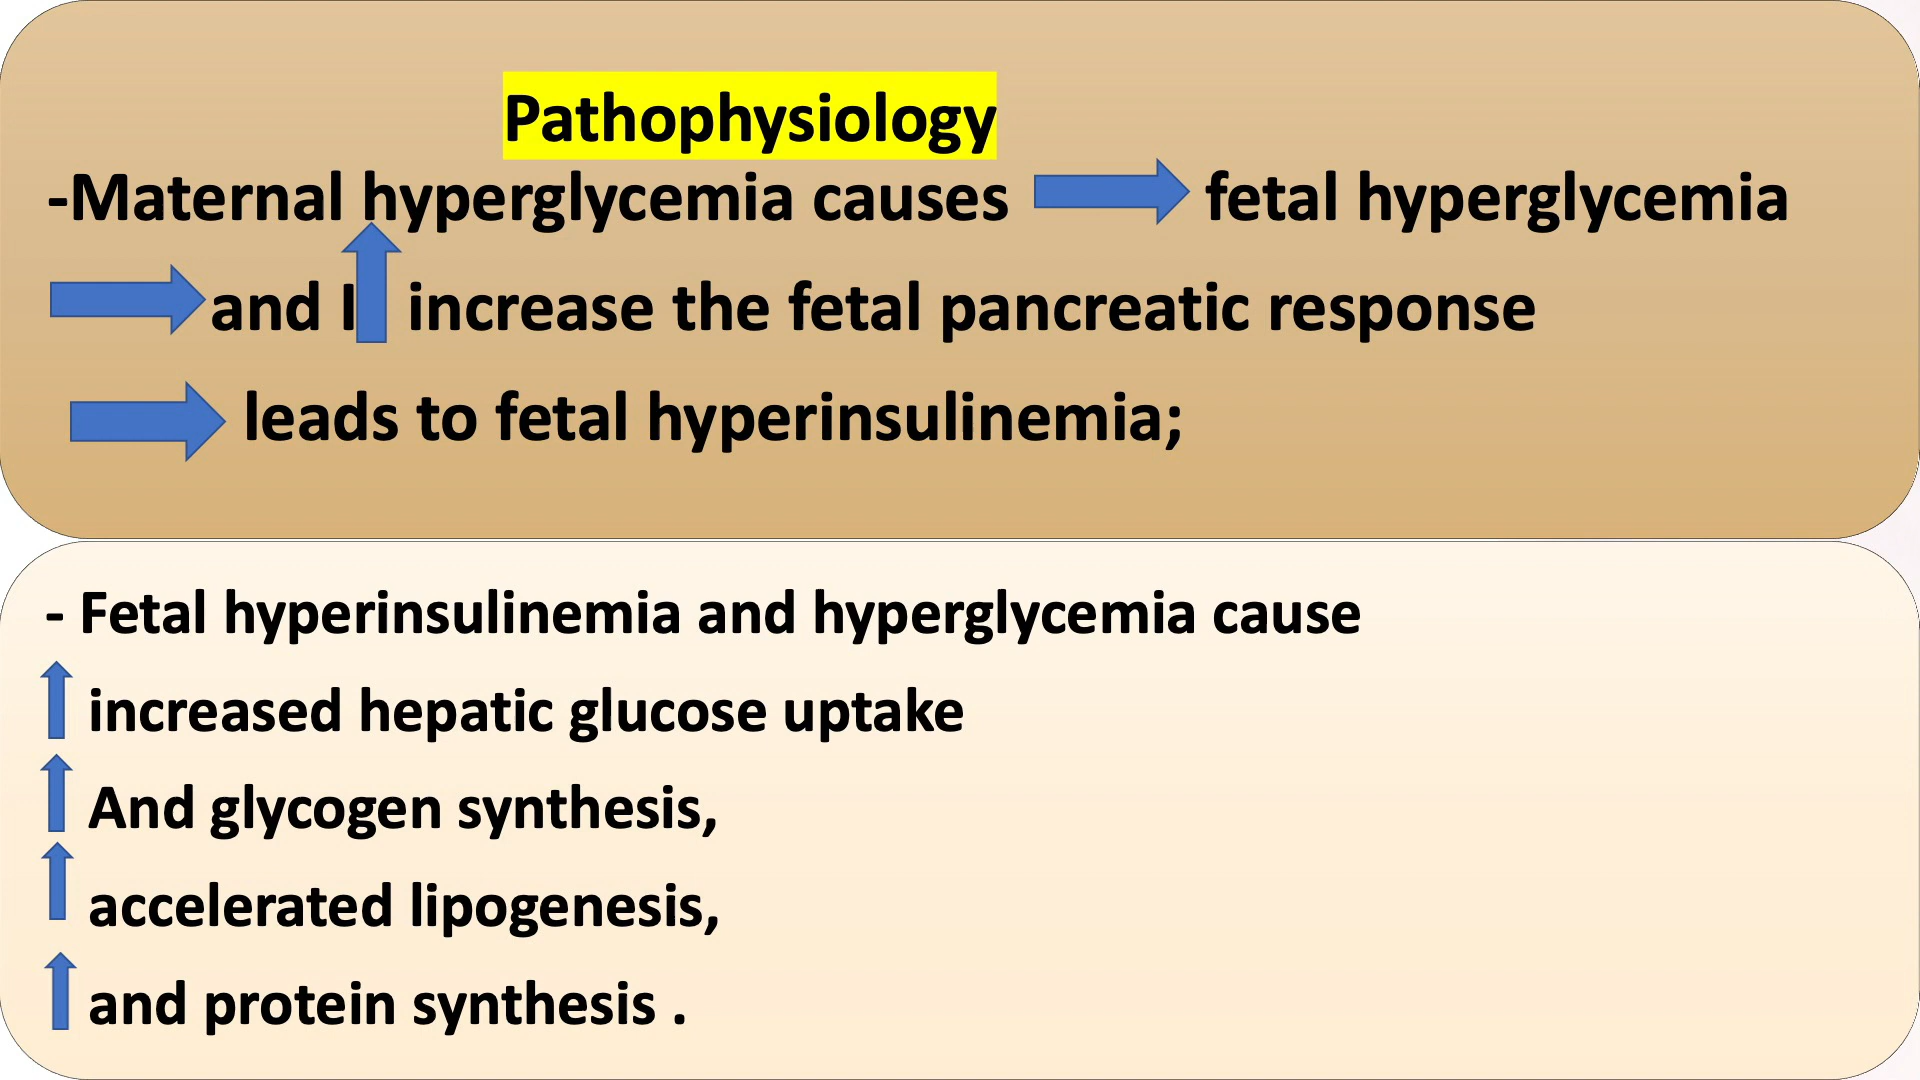 Pathophysiology
-Maternal hyperglycemia causes fetal hyperglycemia
and I increase the fetal pancreatic response
leads to fetal hyperinsulinemia;
- Fetal hyperinsulinemia and hyperglycemia cause
increased hepatic glucose uptake
And glycogen synthesis,
accelerated lipogenesis,
and protein synthesis .